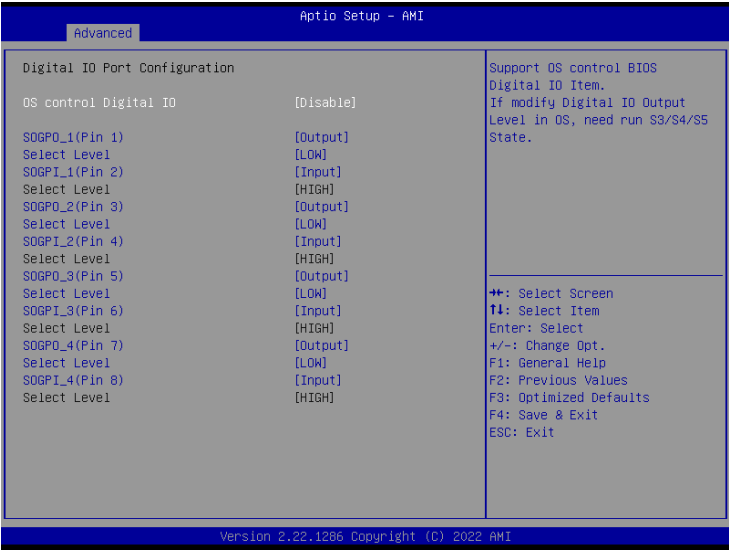 Aptio Setup – AMI
Advanced
Digital IO Port Configuration
OS control Digital IO [Disable]
SOGPO_1(Pin 1) [Output]
Select Level [LOW]
SOGPI_1(Pin 2) [Input]
Select Level [HIGH]
SOGPO_2(Pin 3) [Output]
Select Level [LOW]
SOGPI_2(Pin 4) [Input]
Select Level [HIGH]
SOGPO_3(Pin 5) [Output]
Select Level [LOW]
SOGPI_3(Pin 6) [Input]
Select Level [HIGH]
SOGPO_4(Pin 7) [Output]
Select Level [LOW]
SOGPI_4(Pin 8) [Input]
Select Level [HIGH]
Support OS control BIOS
Digital IO Item.
If modify Digital IO Output
Level in OS, need run S3/S4/S5
State.
→←: Select Screen
↑↓: Select Item
Enter: Select
+/-: Change Opt.
F1: General Help
F2: Previous Values
F3: Optimized Defaults
F4: Save & Exit
ESC: Exit
Version 2.22.1286 Copyright (C) 2022 AMI